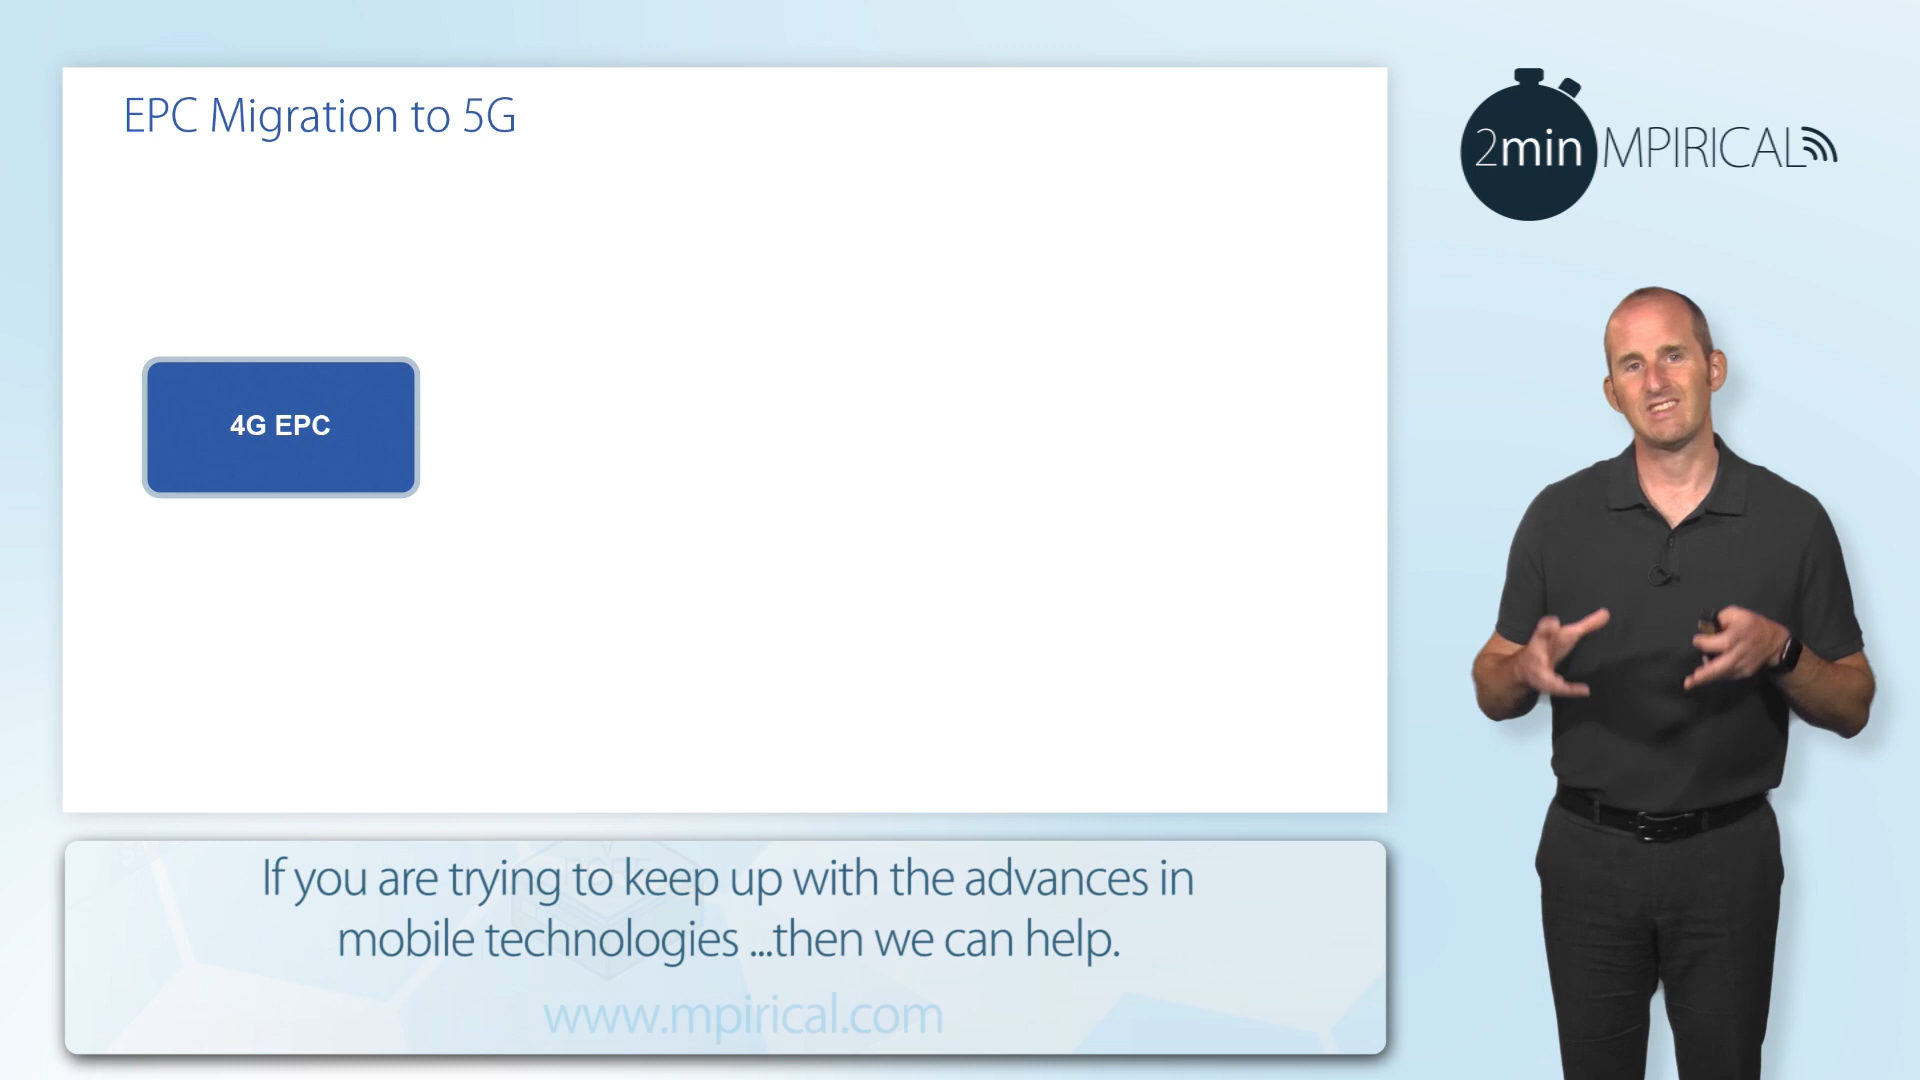 EPC Migration to 5G
2min MPIRICAL
4G EPC
If you are trying to keep up with the advances in
mobile technologies ...then we can help.
www.mpirical.com